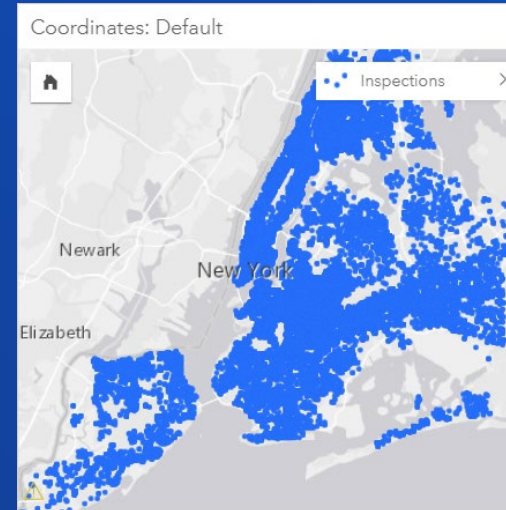 Coordinates: Default
Inspections
Newark
New York
Elizabeth